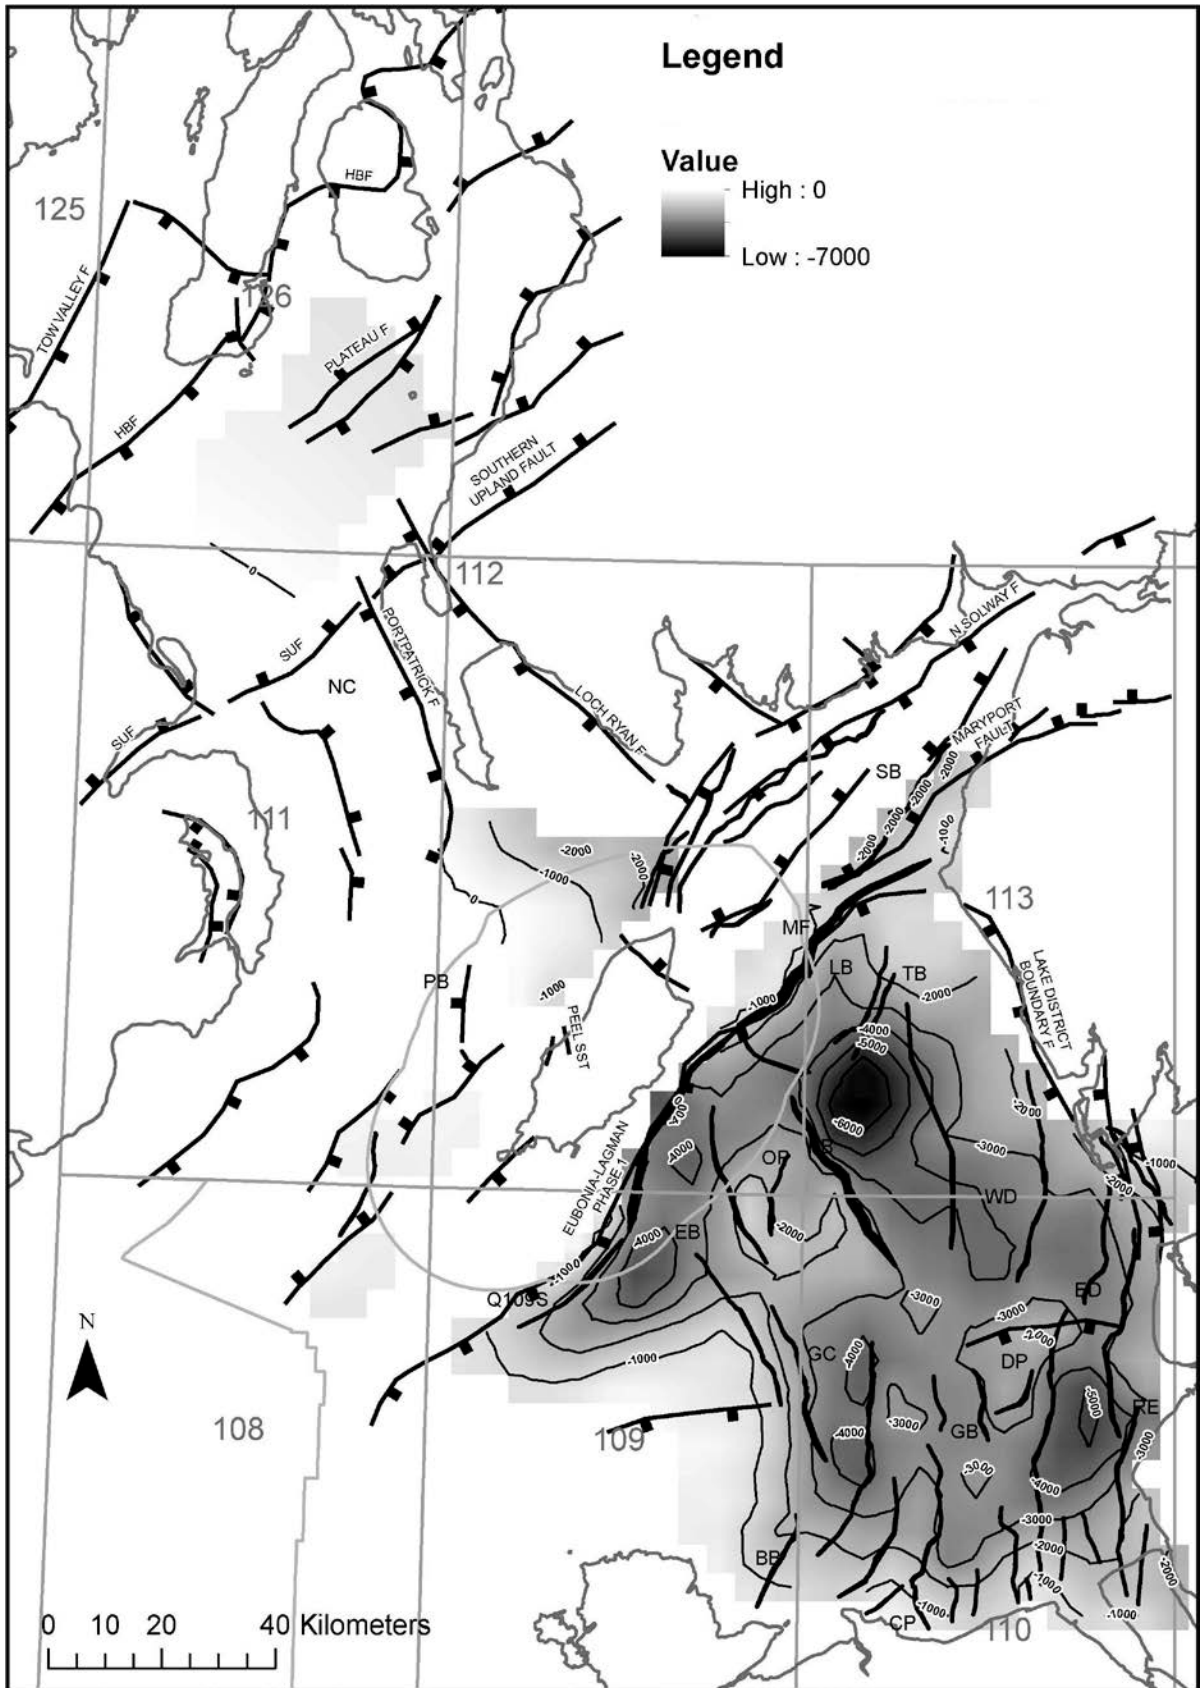 Legend
Value
High : 0
Low : -7000
HBF
125
126
TOW VALLEY F
PLATEAU F
HBF
SOUTHERN
UPLAND FAULT
0
112
N SOLWAY F
SUF
PORTPATRICK F
NC
LOCH RYAN F
SUF
MARYPORT
FAULT
SB
-2000
-2000
-2000
-2000
111
-2000
-1000
-2000
-1000
0
113
MF
PB
LB
TB
LAKE DISTRICT
BOUNDARY F
-1000
-1000
-2000
PEEL SST
-4000
-5000
-6000
-2000
-3000
-4000
-1000
-2000
EUBONIA-LAGMAN
PHASE 1
WD
-2000
EB
-4000
-1000
Q109S
-3000
-3000
-2000
DP
GC
-4000
-1000
-5000
-3000
108
109
-4000
-3000
GB
-3000
-4000
-3000
-2000
-2000
BB
-1000
-1000
-1000
CP
110
N
0 10 20 40 Kilometers